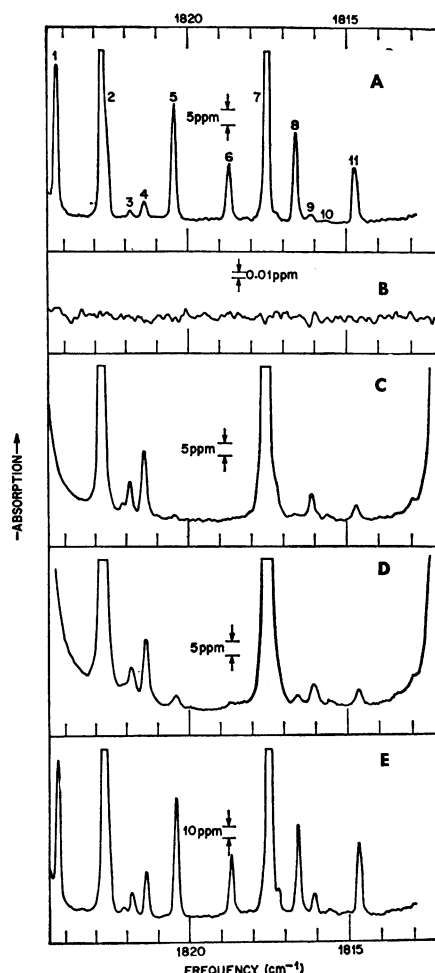 1820 1815
1
A
2
5
5ppm
7
8
6
3
4
9
10
11
0.01ppm
B
C
5ppm
—ABSORPTION→
D
5ppm
E
10ppm
1820 1815
FREQUENCY (cm⁻¹)